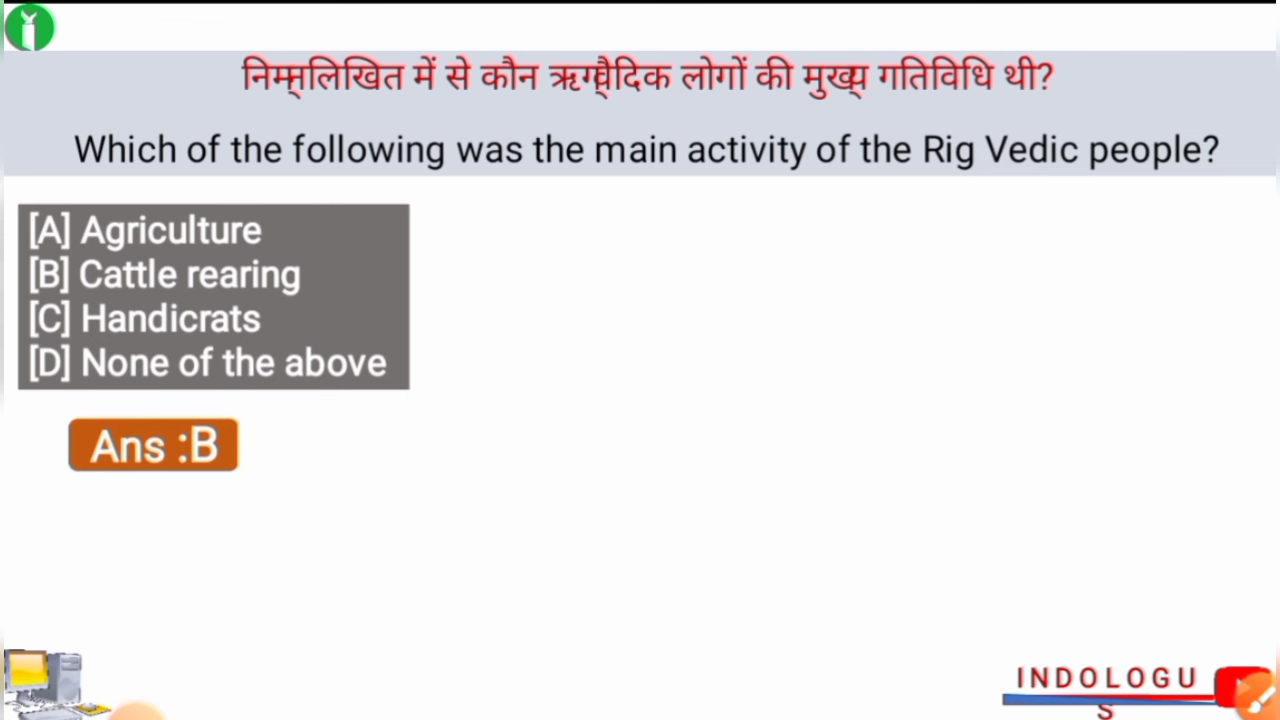 निम्नलिखित में से कौन ऋग्वैदिक लोगों की मुख्य गतिविधि थी?
Which of the following was the main activity of the Rig Vedic people?
[A] Agriculture
[B] Cattle rearing
[C] Handicrats
[D] None of the above
Ans :B
INDOLOGU
S